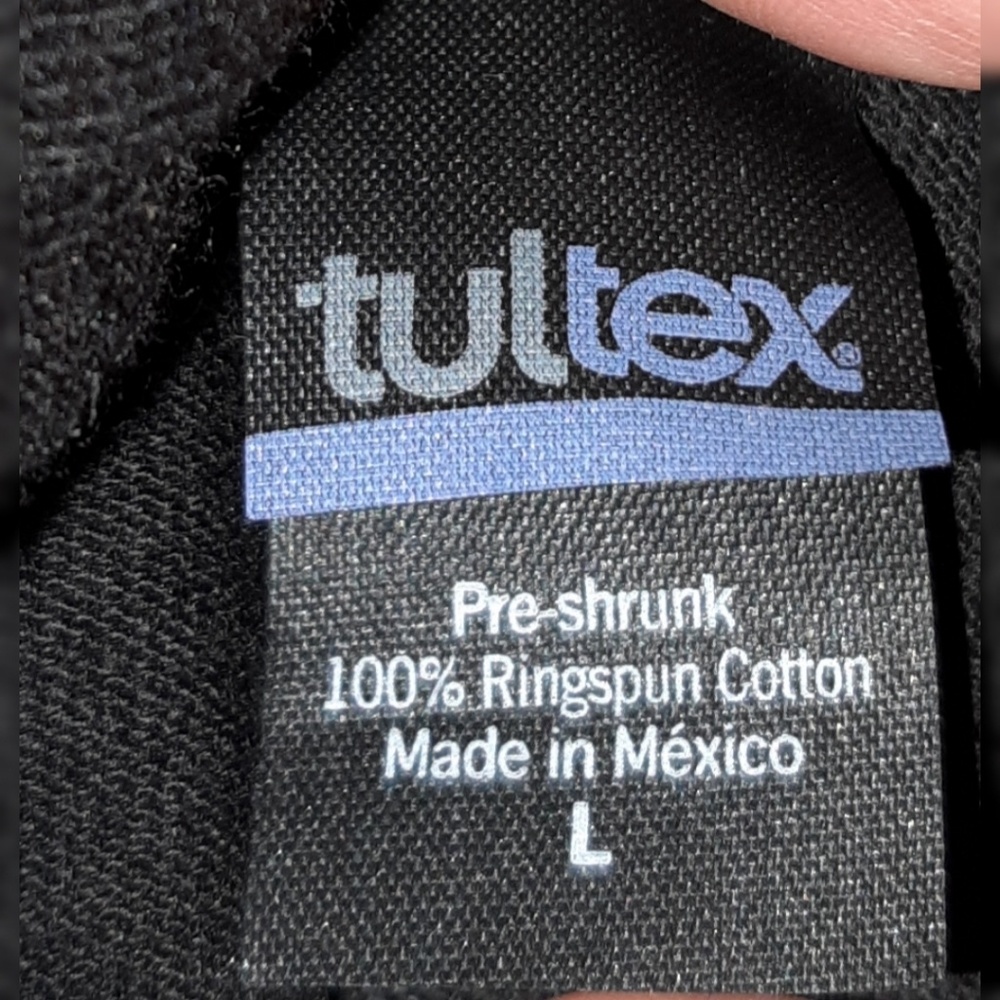 tultex®
Pre-shrunk
100% Ringspun Cotton
Made in México
L